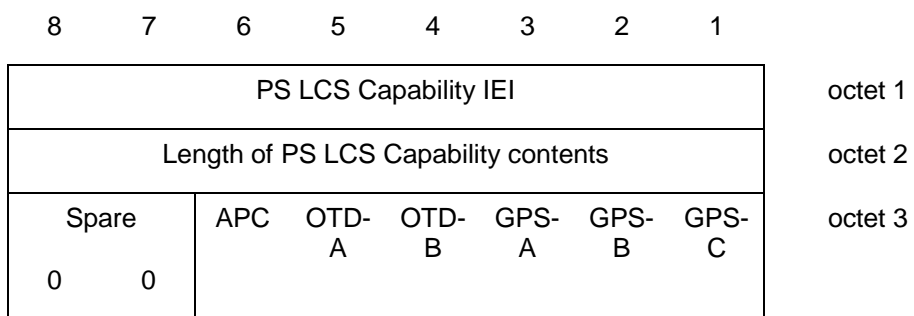 8 7 6 5 4 3 2 1
PS LCS Capability IEI octet 1
Length of PS LCS Capability contents octet 2
Spare APC OTD- OTD- GPS- GPS- GPS- octet 3
A B A B C
0 0